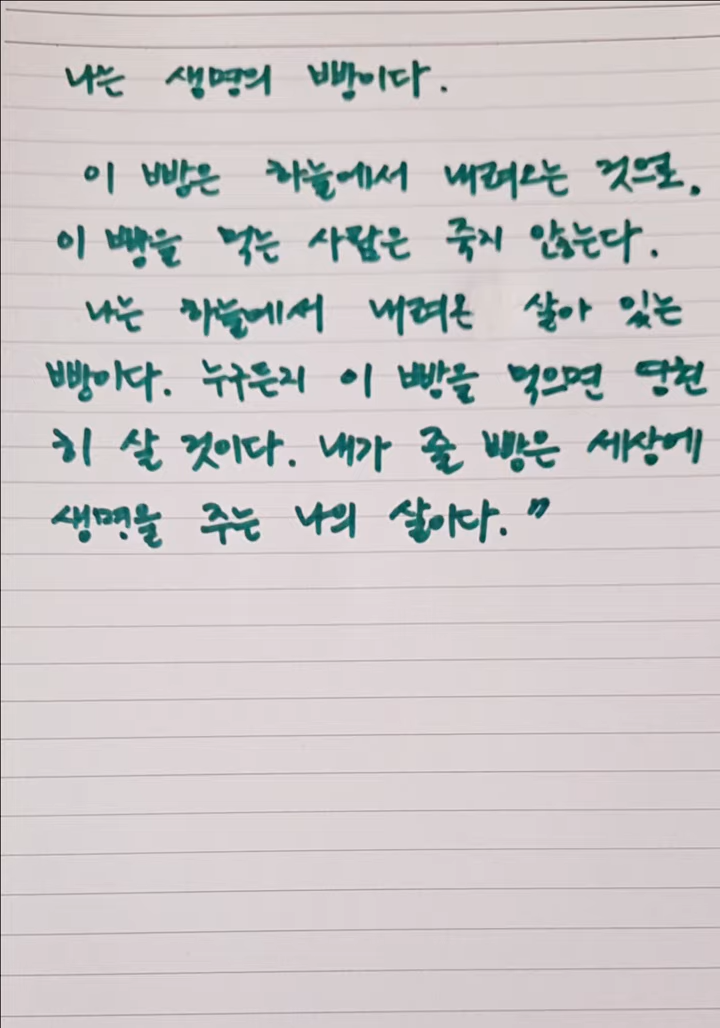 나는 생명의 빵이다.
이 빵은 하늘에서 내려오는 것으로,
이 빵을 먹는 사람은 죽지 않는다.
나는 하늘에서 내려온 살아 있는
빵이다. 누구든지 이 빵을 먹으면 당현
히 살 것이다. 내가 줄 빵은 세상에
생명을 주는 나의 살이다."